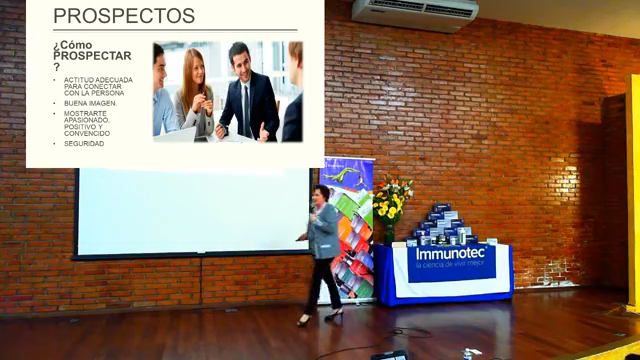 PROSPECTOS
¿Cómo
PROSPECTAR
?
• ACTITUD ADECUADA
PARA CONECTAR
CON LA PERSONA
• BUENA IMAGEN.
• MOSTRARTE
APASIONADO,
POSITIVO Y
CONVENCIDO
• SEGURIDAD
Immunotec
la ciencia de vivir mejor